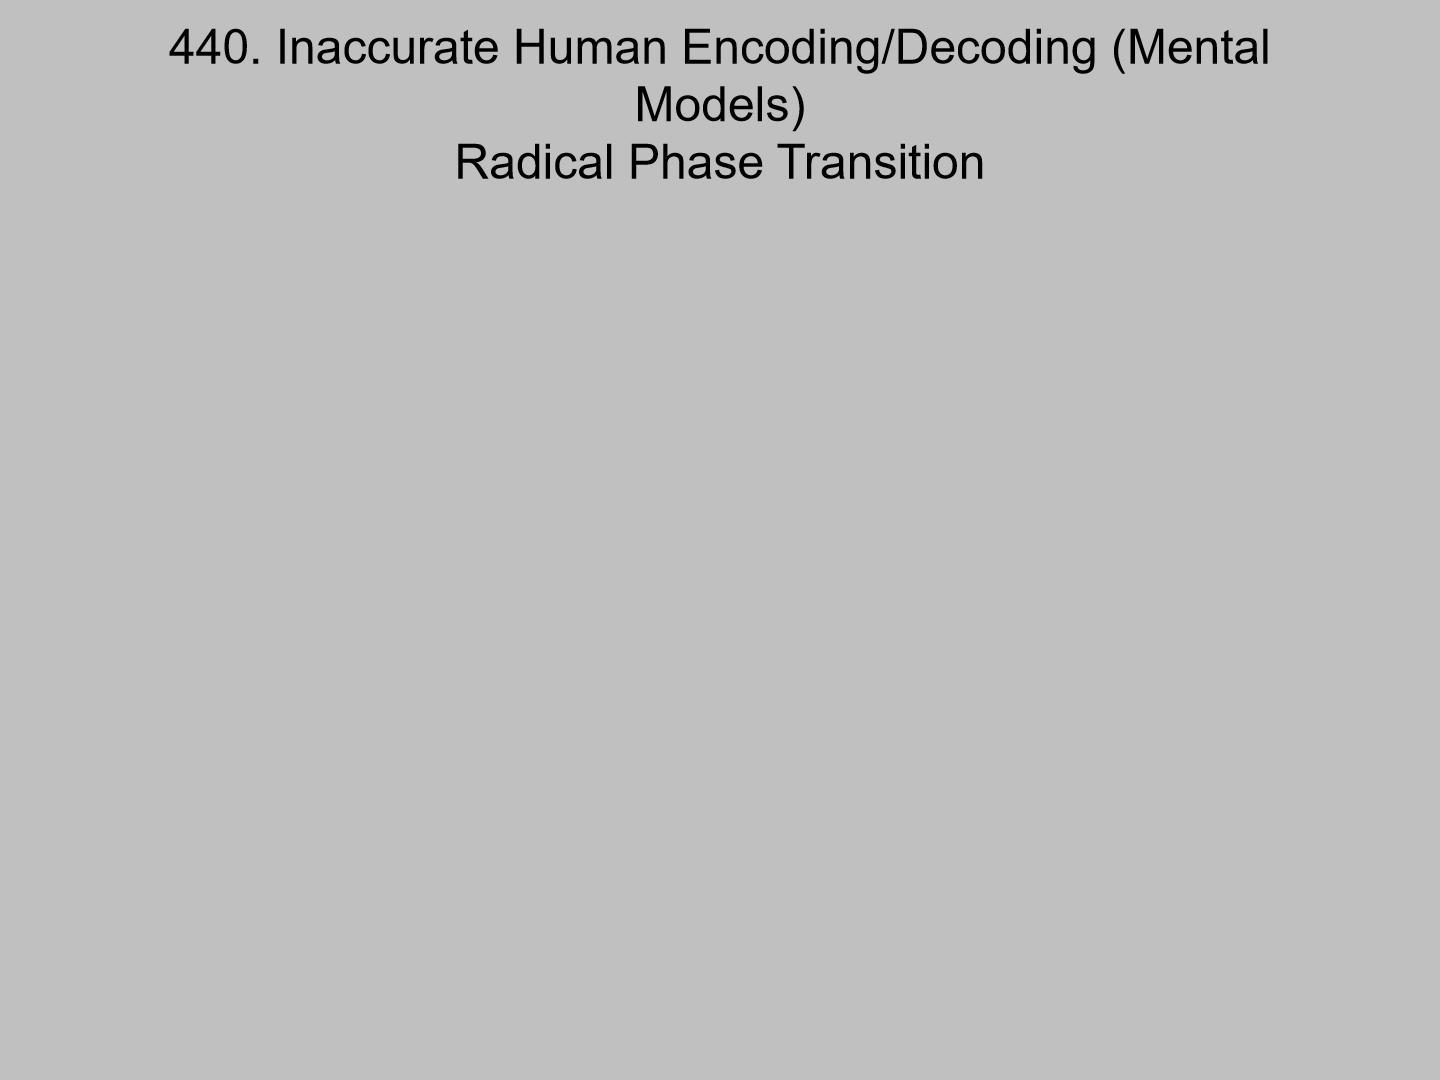 440. Inaccurate Human Encoding/Decoding (Mental
Models)
Radical Phase Transition